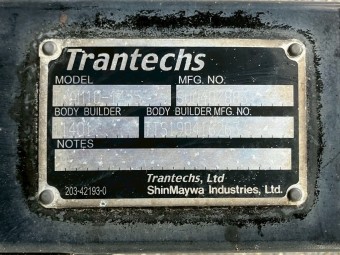 Trantechs
MODEL MFG. NO.
BODY BUILDER BODY BUILDER MFG. NO.
NOTES
Trantechs, Ltd
203-42193-0 ShinMaywa Industries, Ltd.